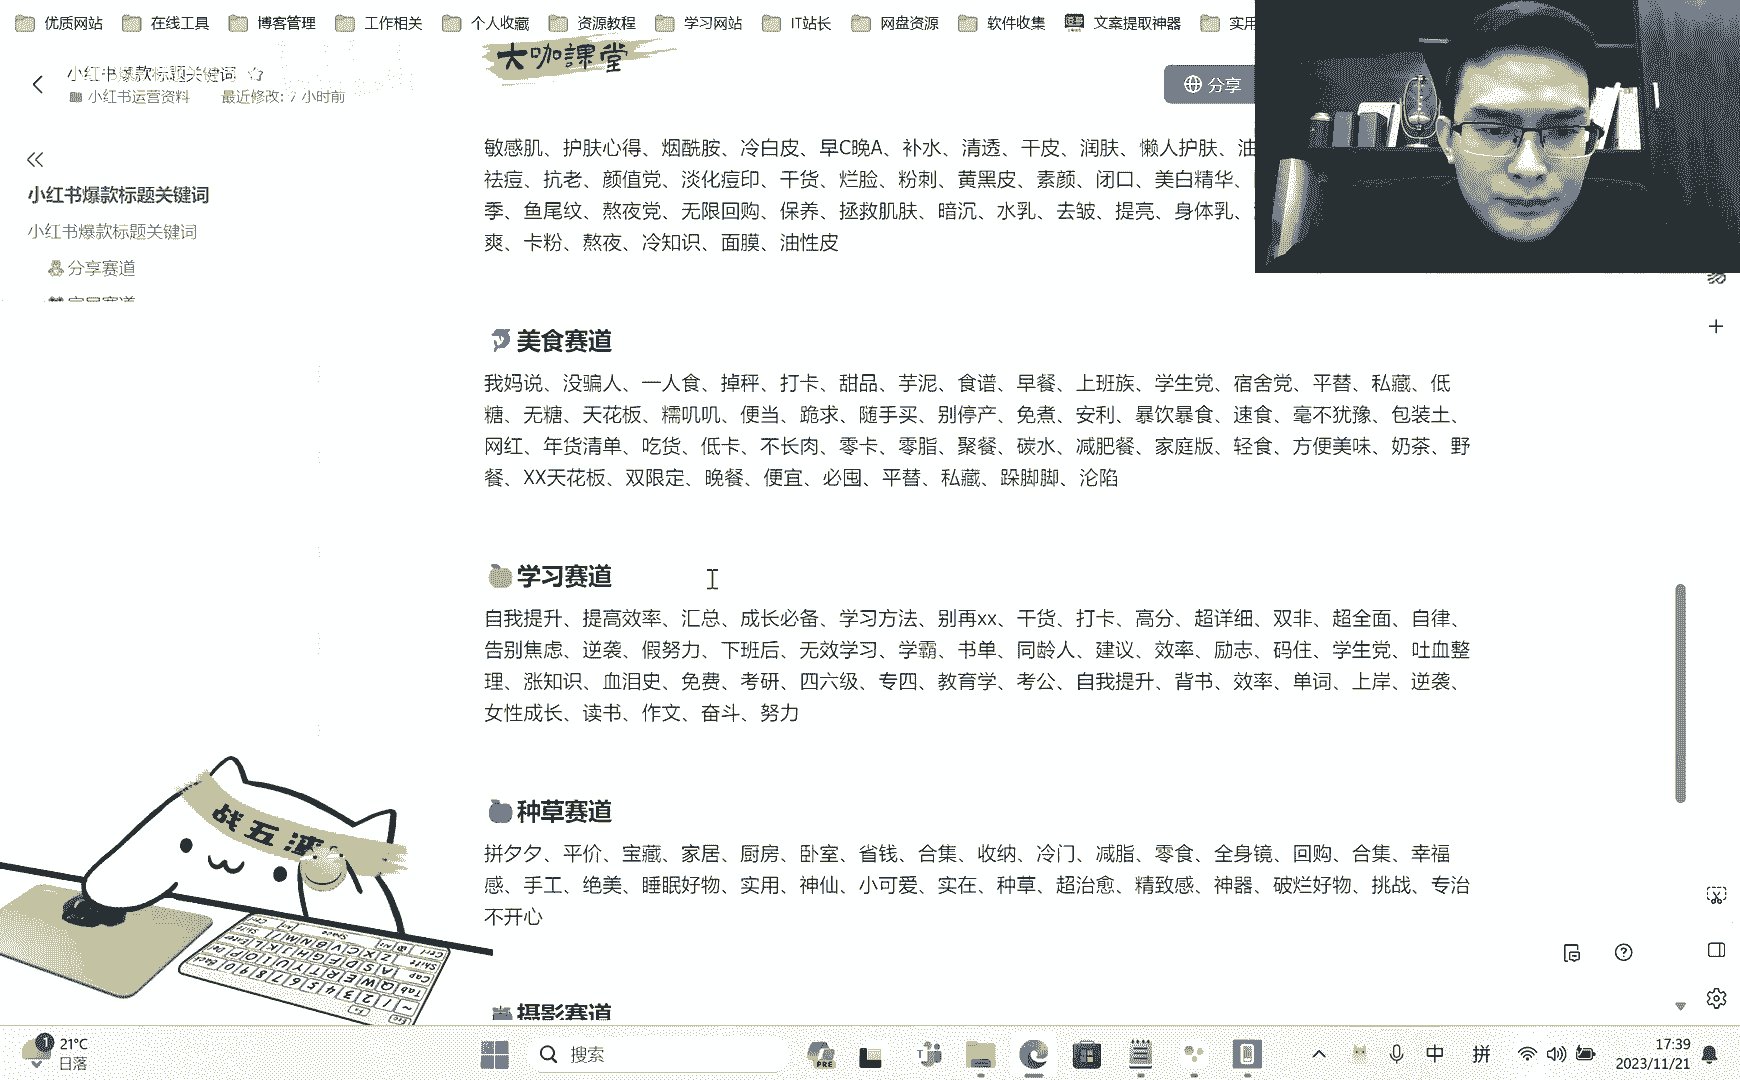 优质网站 在线工具 博客管理 工作相关 个人收藏 资源教程 学习网站 IT站长 网盘资源 软件收集 文案提取神器 实用
大咖課堂
小红书爆款标题关键词
小红书运营资料 最近修改: 7 小时前
分享
小红书爆款标题关键词
小红书爆款标题关键词
分享赛道
敏感肌、护肤心得、烟酰胺、冷白皮、早C晚A、补水、清透、干皮、润肤、懒人护肤、油
祛痘、抗老、颜值党、淡化痘印、干货、烂脸、粉刺、黄黑皮、素颜、闭口、美白精华、
季、鱼尾纹、熬夜党、无限回购、保养、拯救肌肤、暗沉、水乳、去皱、提亮、身体乳、
爽、卡粉、熬夜、冷知识、面膜、油性皮
美食赛道
我妈说、没骗人、一人食、掉秤、打卡、甜品、芋泥、食谱、早餐、上班族、学生党、宿舍党、平替、私藏、低
糖、无糖、天花板、糯叽叽、便当、跪求、随手买、别停产、免煮、安利、暴饮暴食、速食、毫不犹豫、包装土、
网红、年货清单、吃货、低卡、不长肉、零卡、零脂、聚餐、碳水、减肥餐、家庭版、轻食、方便美味、奶茶、野
餐、XX天花板、双限定、晚餐、便宜、必囤、平替、私藏、跺脚脚、沦陷
学习赛道
自我提升、提高效率、汇总、成长必备、学习方法、别再xx、干货、打卡、高分、超详细、双非、超全面、自律、
告别焦虑、逆袭、假努力、下班后、无效学习、学霸、书单、同龄人、建议、效率、励志、码住、学生党、吐血整
理、涨知识、血泪史、免费、考研、四六级、专四、教育学、考公、自我提升、背书、效率、单词、上岸、逆袭、
女性成长、读书、作文、奋斗、努力
种草赛道
拼夕夕、平价、宝藏、家居、厨房、卧室、省钱、合集、收纳、冷门、减脂、零食、全身镜、回购、合集、幸福
感、手工、绝美、睡眠好物、实用、神仙、小可爱、实在、种草、超治愈、精致感、神器、破烂好物、挑战、专治
不开心
摄影赛道
战五渣
21°C
日落
搜索
中 拼
17:39
2023/11/21